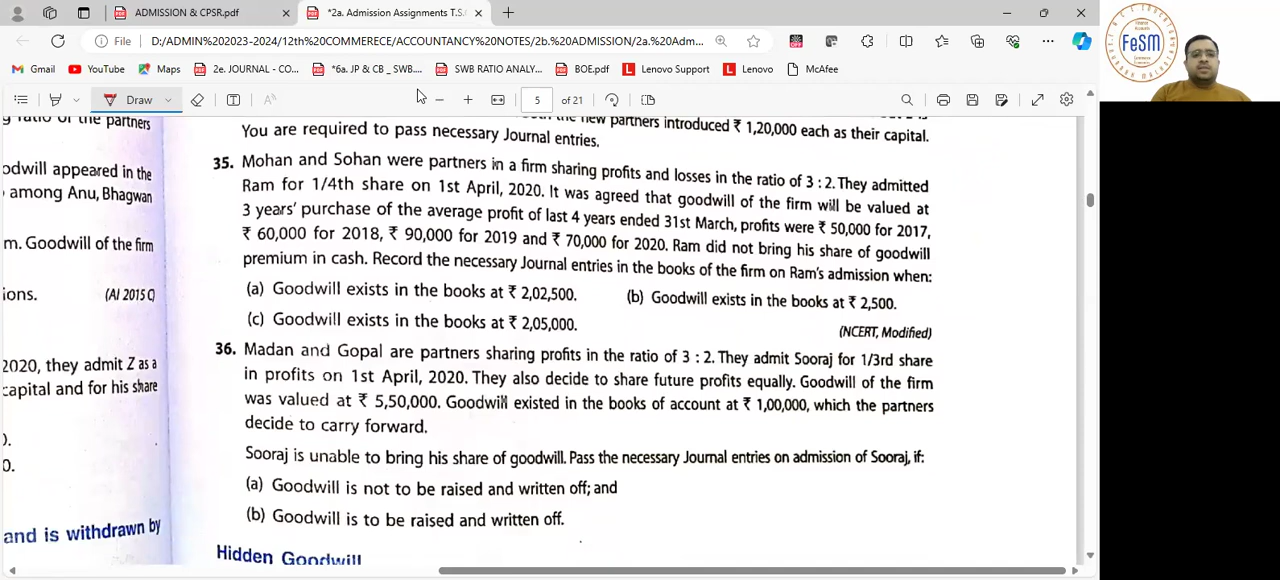 ADMISSION & CPSR.pdf
*2a. Admission Assignments T.S.
File
D:/ADMIN%202023-2024/12th%20COMMERECE/ACCOUNTANCY%20NOTES/2b.%20ADMISSION/2a.%20Adm...
Gmail
YouTube
Maps
2e. JOURNAL - CO...
*6a. JP & CB _ SWB....
SWB RATIO ANALY...
BOE.pdf
Lenovo Support
Lenovo
McAfee
Draw
5 of 21
FeSM
g ratio of the partners
odwill appeared in the
among Anu, Bhagwan
m. Goodwill of the firm
ions. (AI 2015 C)
2020, they admit Z as a
capital and for his share
0.
and is withdrawn by
the new partners introduced ₹ 1,20,000 each as their capital.
You are required to pass necessary Journal entries.
35. Mohan and Sohan were partners in a firm sharing profits and losses in the ratio of 3 : 2. They admitted
Ram for 1/4th share on 1st April, 2020. It was agreed that goodwill of the firm will be valued at
3 years' purchase of the average profit of last 4 years ended 31st March, profits were ₹ 50,000 for 2017,
₹ 60,000 for 2018, ₹ 90,000 for 2019 and ₹ 70,000 for 2020. Ram did not bring his share of goodwill
premium in cash. Record the necessary Journal entries in the books of the firm on Ram's admission when:
(a) Goodwill exists in the books at ₹ 2,02,500. (b) Goodwill exists in the books at ₹ 2,500.
(c) Goodwill exists in the books at ₹ 2,05,000.
(NCERT, Modified)
36. Madan and Gopal are partners sharing profits in the ratio of 3 : 2. They admit Sooraj for 1/3rd share
in profits on 1st April, 2020. They also decide to share future profits equally. Goodwill of the firm
was valued at ₹ 5,50,000. Goodwill existed in the books of account at ₹ 1,00,000, which the partners
decide to carry forward.
Sooraj is unable to bring his share of goodwill. Pass the necessary Journal entries on admission of Sooraj, if:
(a) Goodwill is not to be raised and written off; and
(b) Goodwill is to be raised and written off.
Hidden Goodwill